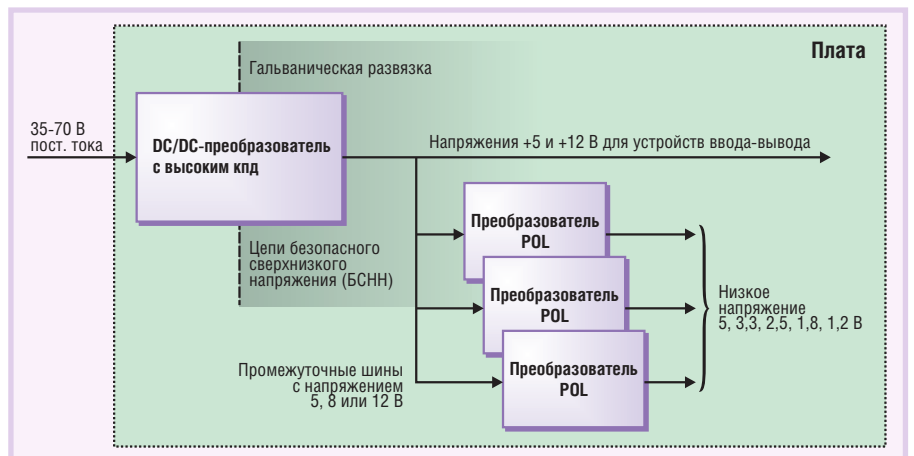 Плата
Гальваническая развязка
35-70 В
пост. тока
DC/DC-преобразователь
с высоким кпд
Напряжения +5 и +12 В для устройств ввода-вывода
Преобразователь
POL
Цепи безопасного
сверхнизкого
напряжения (БСНН)
Преобразователь
POL
Низкое
напряжение
5, 3,3, 2,5, 1,8, 1,2 В
Преобразователь
POL
Промежуточные шины
с напряжением
5, 8 или 12 В